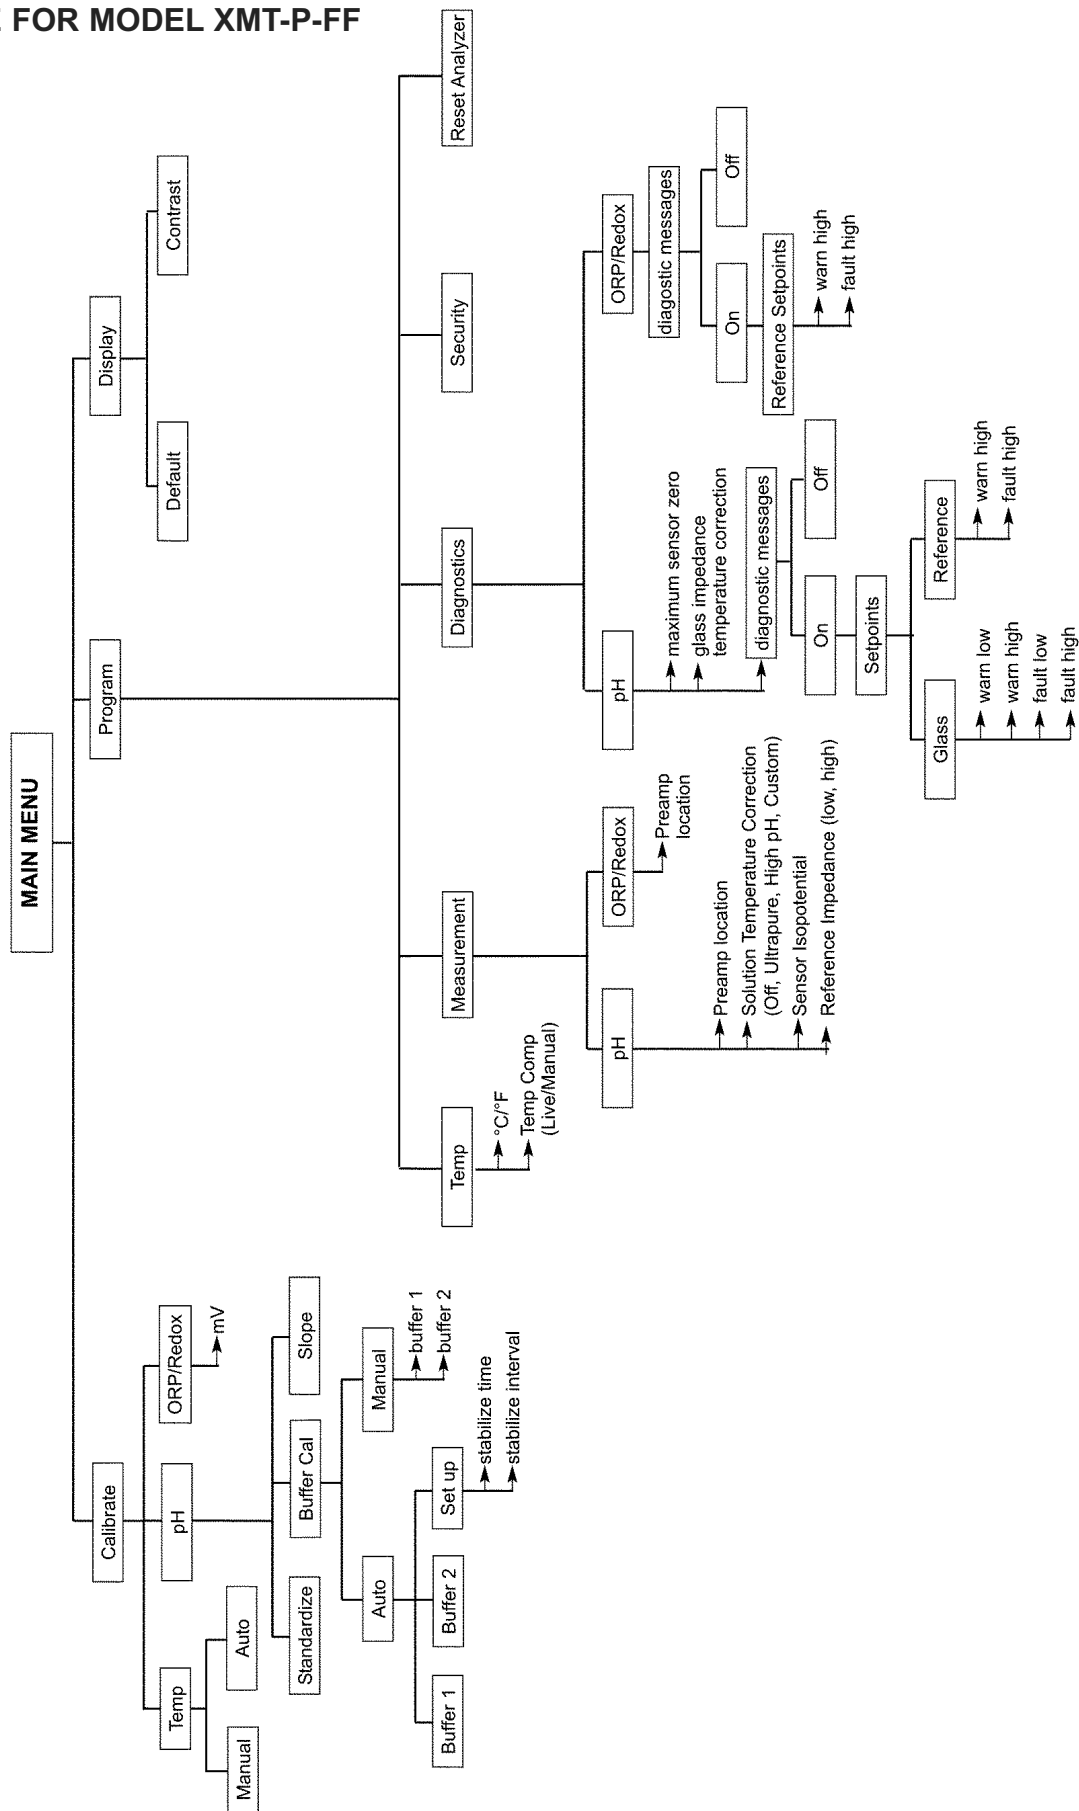 E FOR MODEL XMT-P-FF
MAIN MENU
Calibrate
Program
Display
Temp
pH
ORP/Redox
mV
Manual
Auto
Standardize
Buffer Cal
Slope
Auto
Manual
buffer 1
buffer 2
Buffer 1
Buffer 2
Set up
stabilize time
stabilize interval
Default
Contrast
Temp
Measurement
Diagnostics
Security
Reset Analyzer
°C/°F
Temp Comp
(Live/Manual)
pH
ORP/Redox
Preamp
location
Preamp location
Solution Temperature Correction
(Off, Ultrapure, High pH, Custom)
Sensor Isopotential
Reference Impedance (low, high)
pH
ORP/Redox
maximum sensor zero
glass impedance
temperature correction
diagnostic messages
On
Off
Setpoints
Glass
Reference
warn low
warn high
fault low
fault high
warn high
fault high
diagnostic messages
On
Off
Reference Setpoints
warn high
fault high